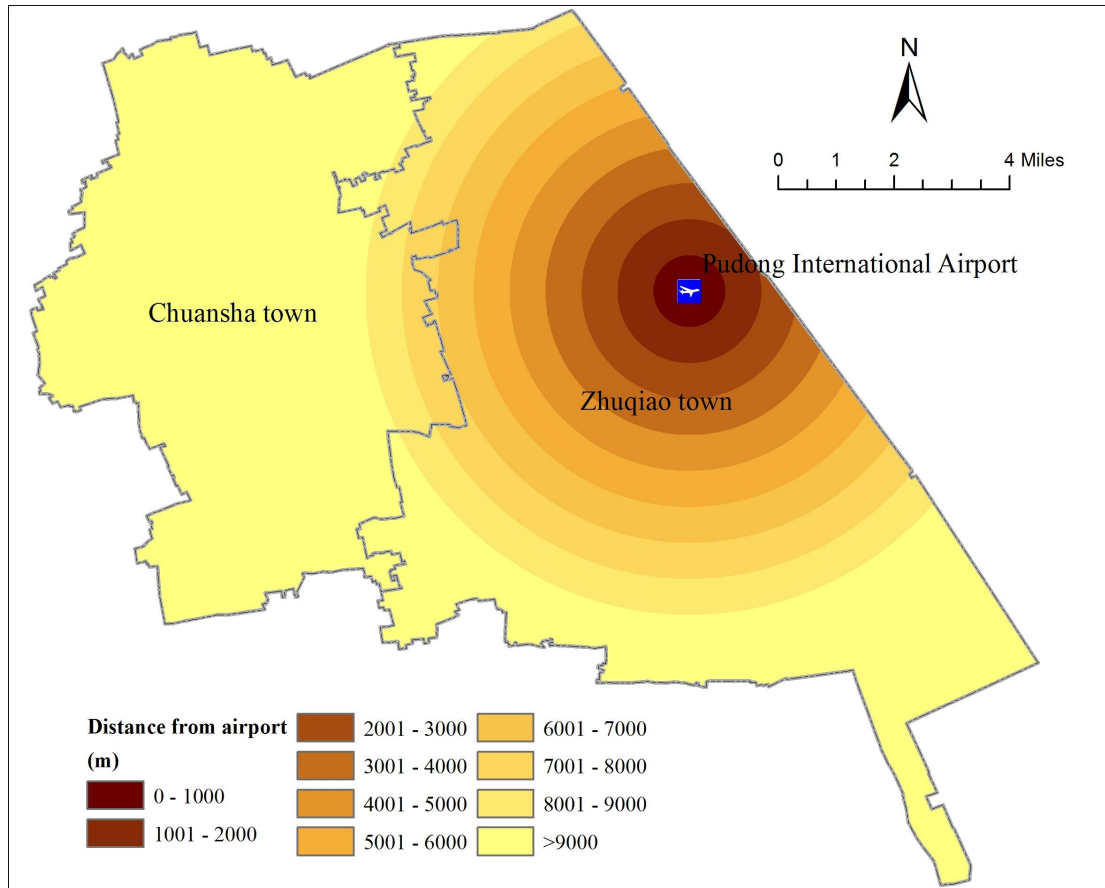 N
0 1 2 4 Miles
Pudong International Airport
Chuansha town
Zhuqiao town
Distance from airport
(m)
0 - 1000
1001 - 2000
2001 - 3000
3001 - 4000
4001 - 5000
5001 - 6000
6001 - 7000
7001 - 8000
8001 - 9000
>9000